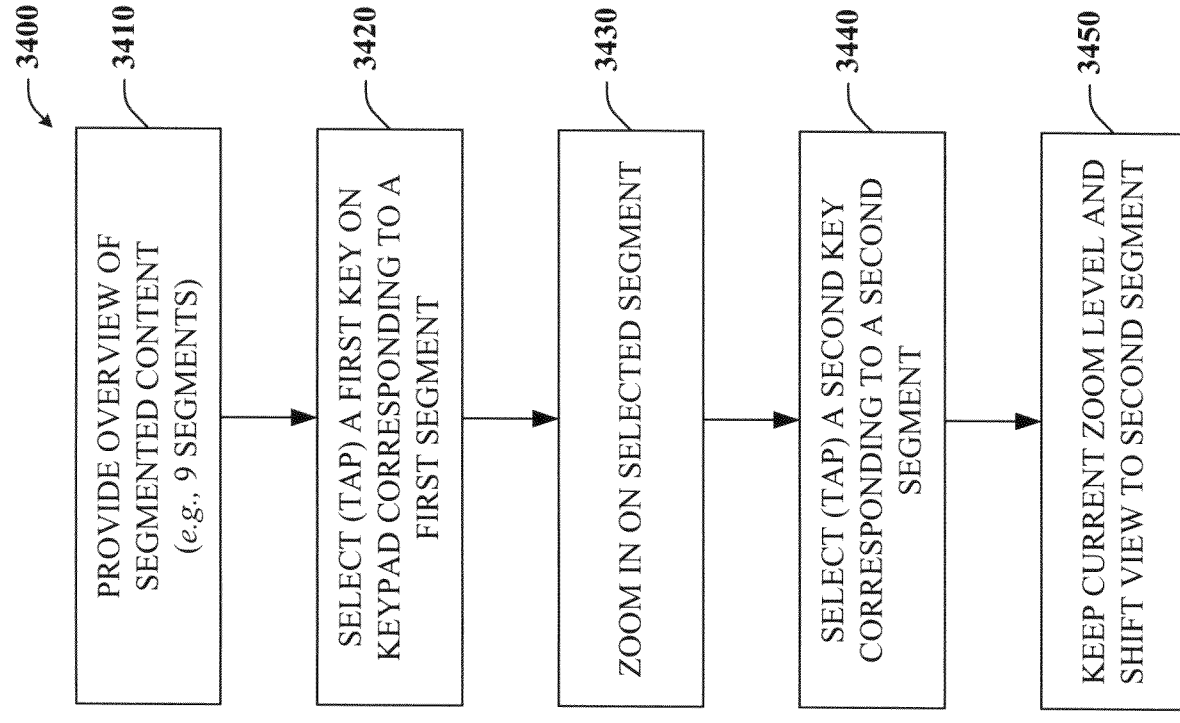 3400
3410
PROVIDE OVERVIEW OF
SEGMENTED CONTENT
(e.g., 9 SEGMENTS)
3420
SELECT (TAP) A FIRST KEY ON
KEYPAD CORRESPONDING TO A
FIRST SEGMENT
3430
ZOOM IN ON SELECTED SEGMENT
3440
SELECT (TAP) A SECOND KEY
CORRESPONDING TO A SECOND
SEGMENT
3450
KEEP CURRENT ZOOM LEVEL AND
SHIFT VIEW TO SECOND SEGMENT